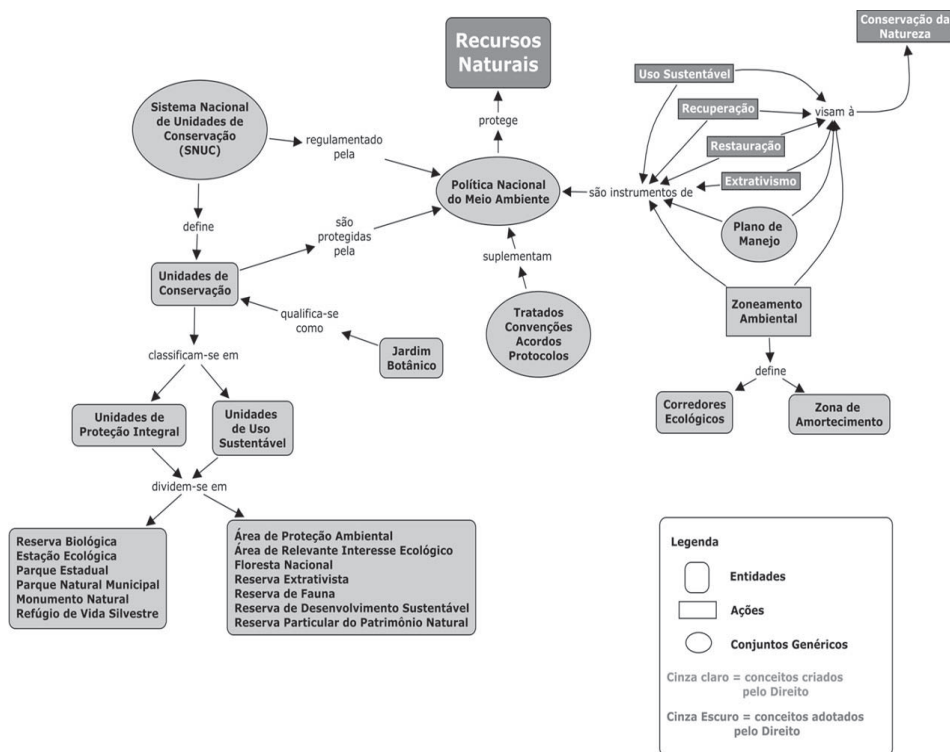 Conservação da
Natureza
Recursos
Naturais
Uso Sustentável
Sistema Nacional
de Unidades de
Conservação
(SNUC)
Recuperação
visam à
protege
regulamentado
pela
Restauração
Extrativismo
Política Nacional
do Meio Ambiente
são instrumentos de
define
são
protegidas
pela
Plano de
Manejo
suplementam
Unidades de
Conservação
qualifica-se
como
Zoneamento
Ambiental
Tratados
Convenções
Acordos
Protocolos
Jardim
Botânico
classificam-se em
define
Unidades de
Proteção Integral
Unidades
de Uso
Sustentável
Corredores
Ecológicos
Zona de
Amortecimento
dividem-se em
Reserva Biológica
Estação Ecológica
Parque Estadual
Parque Natural Municipal
Monumento Natural
Refúgio de Vida Silvestre
Área de Proteção Ambiental
Área de Relevante Interesse Ecológico
Floresta Nacional
Reserva Extrativista
Reserva de Fauna
Reserva de Desenvolvimento Sustentável
Reserva Particular do Patrimônio Natural
Legenda
Entidades
Ações
Conjuntos Genéricos
Cinza claro = conceitos criados
pelo Direito
Cinza Escuro = conceitos adotados
pelo Direito